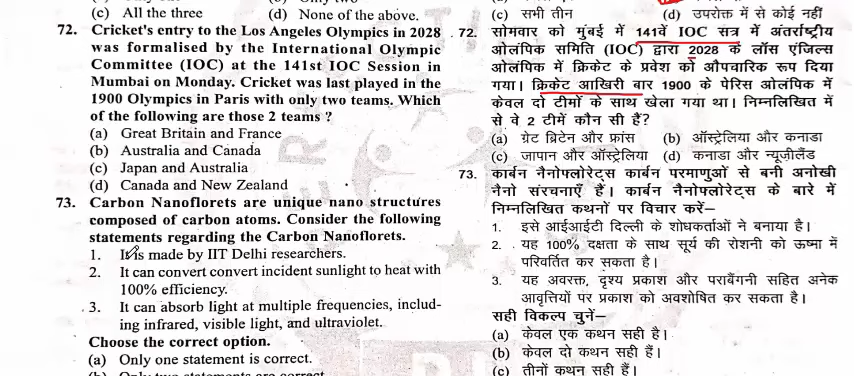 (c) All the three (d) None of the above.
72. Cricket's entry to the Los Angeles Olympics in 2028
was formalised by the International Olympic
Committee (IOC) at the 141st IOC Session in
Mumbai on Monday. Cricket was last played in the
1900 Olympics in Paris with only two teams. Which
of the following are those 2 teams ?
(a) Great Britain and France
(b) Australia and Canada
(c) Japan and Australia
(d) Canada and New Zealand
73. Carbon Nanoflorets are unique nano structures
composed of carbon atoms. Consider the following
statements regarding the Carbon Nanoflorets.
1. It is made by IIT Delhi researchers.
2. It can convert convert incident sunlight to heat with
100% efficiency.
3. It can absorb light at multiple frequencies, includ-
ing infrared, visible light, and ultraviolet.
Choose the correct option.
(a) Only one statement is correct.
(b) Only two statements are correct.
(c) सभी तीन (d) उपरोक्त में से कोई नहीं
72. सोमवार को मुंबई में 141वें IOC सत्र में अंतर्राष्ट्रीय
ओलंपिक समिति (IOC) द्वारा 2028 के लॉस एंजिल्स
ओलंपिक में क्रिकेट के प्रवेश को औपचारिक रूप दिया
गया। क्रिकेट आखिरी बार 1900 के पेरिस ओलंपिक में
केवल दो टीमों के साथ खेला गया था। निम्नलिखित में
से वे 2 टीमें कौन सी हैं?
(a) ग्रेट ब्रिटेन और फ्रांस (b) ऑस्ट्रेलिया और कनाडा
(c) जापान और ऑस्ट्रेलिया (d) कनाडा और न्यूज़ीलैंड
73. कार्बन नैनोफ्लोरेट्स कार्बन परमाणुओं से बनी अनोखी
नैनो संरचनाएँ हैं। कार्बन नैनोफ्लोरेट्स के बारे में
निम्नलिखित कथनों पर विचार करें–
1. इसे आईआईटी दिल्ली के शोधकर्ताओं ने बनाया है।
2. यह 100% दक्षता के साथ सूर्य की रोशनी को ऊष्मा में
परिवर्तित कर सकता है।
3. यह अवरक्त, दृश्य प्रकाश और पराबैंगनी सहित अनेक
आवृत्तियों पर प्रकाश को अवशोषित कर सकता है।
सही विकल्प चुनें–
(a) केवल एक कथन सही है।
(b) केवल दो कथन सही हैं।
(c) तीनों कथन सही हैं।